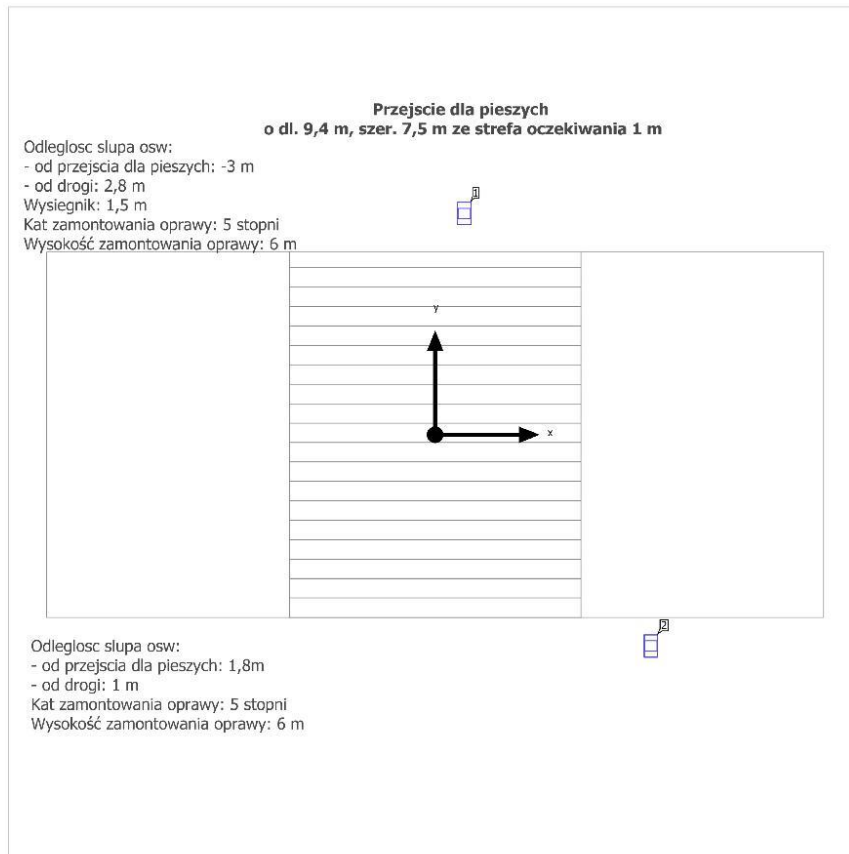 Przejscie dla pieszych
o dl. 9,4 m, szer. 7,5 m ze strefa oczekiwania 1 m
Odleglosc slupa osw:
- od przejscia dla pieszych: -3 m
- od drogi: 2,8 m
Wysiegnik: 1,5 m
Kat zamontowania oprawy: 5 stopni
Wysokość zamontowania oprawy: 6 m
1
y
x
2
Odleglosc slupa osw:
- od przejscia dla pieszych: 1,8m
- od drogi: 1 m
Kat zamontowania oprawy: 5 stopni
Wysokość zamontowania oprawy: 6 m